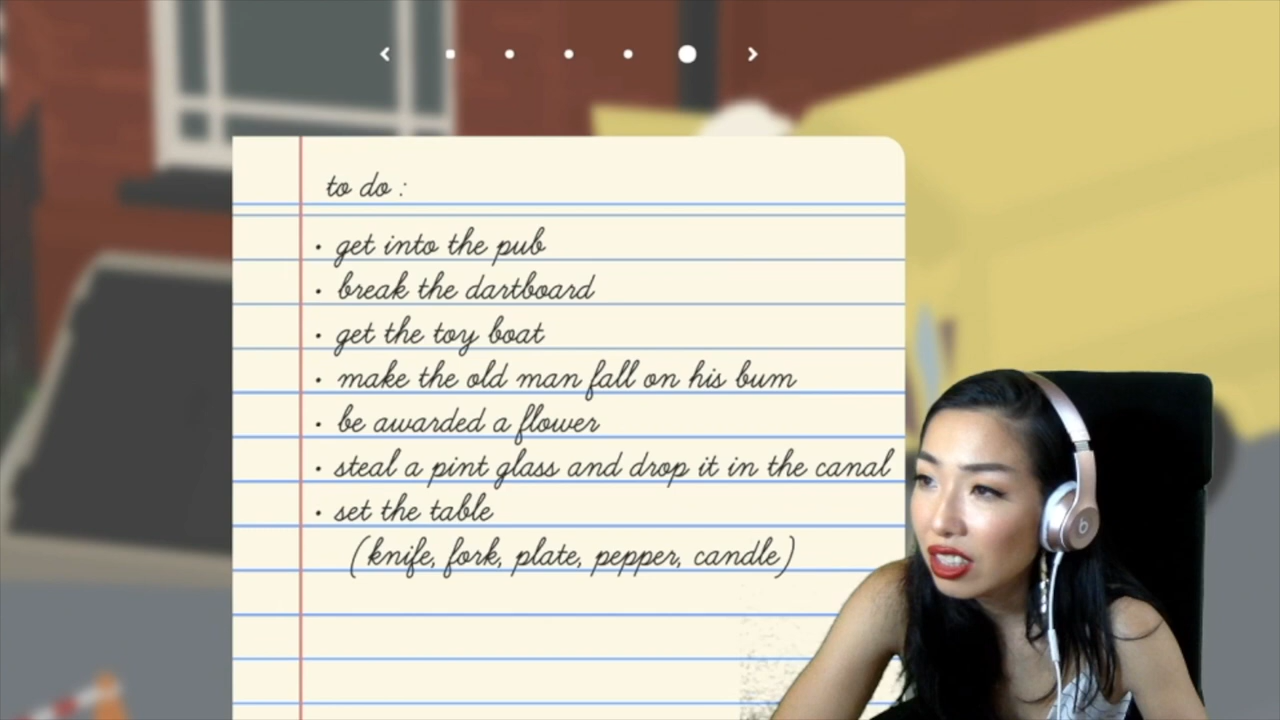 to do :
• get into the pub
• break the dartboard
• get the toy boat
• make the old man fall on his bum
• be awarded a flower
• steal a pint glass and drop it in the canal
• set the table
(knife, fork, plate, pepper, candle)
b